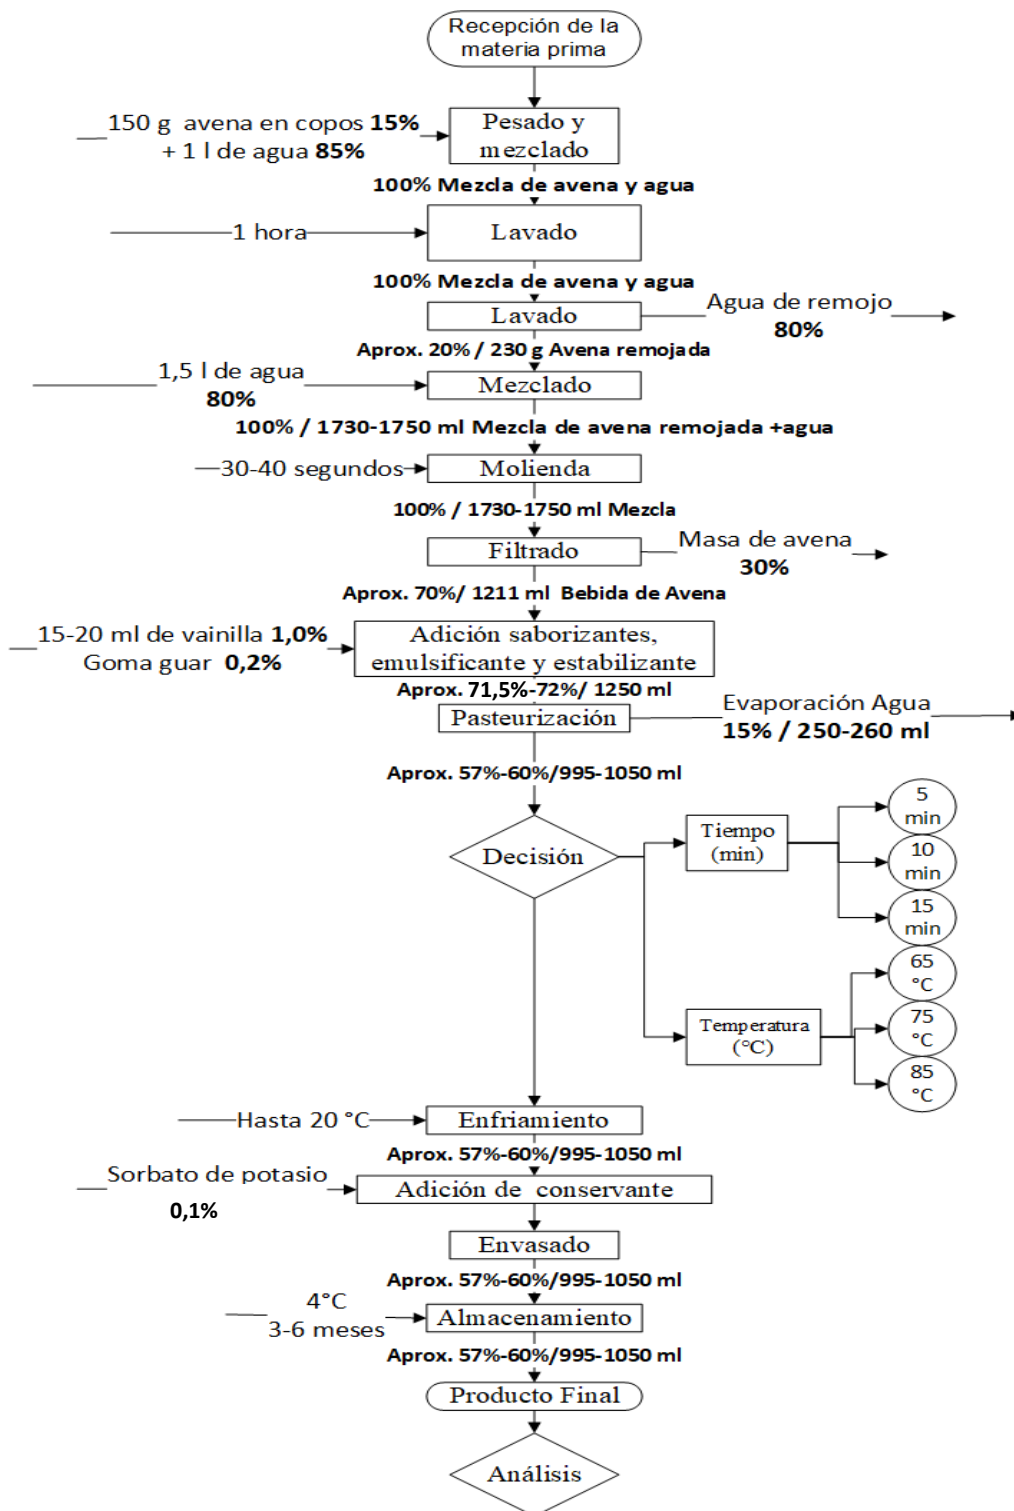 Recepción de la
materia prima
150 g avena en copos 15%
+ 1 l de agua 85%
Pesado y
mezclado
100% Mezcla de avena y agua
1 hora
Lavado
100% Mezcla de avena y agua
Lavado
Agua de remojo
80%
Aprox. 20% / 230 g Avena remojada
1,5 l de agua
80%
Mezclado
100% / 1730-1750 ml Mezcla de avena remojada +agua
30-40 segundos
Molienda
100% / 1730-1750 ml Mezcla
Filtrado
Masa de avena
30%
Aprox. 70%/ 1211 ml Bebida de Avena
15-20 ml de vainilla 1,0%
Goma guar 0,2%
Adición saborizantes,
emulsificante y estabilizante
Aprox. 71,5%-72%/ 1250 ml
Pasteurización
Evaporación Agua
15% / 250-260 ml
Aprox. 57%-60%/995-1050 ml
Decisión
Tiempo
(min)
5
min
10
min
15
min
Temperatura
(°C)
65
°C
75
°C
85
°C
Hasta 20 °C
Enfriamiento
Aprox. 57%-60%/995-1050 ml
Sorbato de potasio
0,1%
Adición de conservante
Envasado
Aprox. 57%-60%/995-1050 ml
4°C
3-6 meses
Almacenamiento
Aprox. 57%-60%/995-1050 ml
Producto Final
Análisis